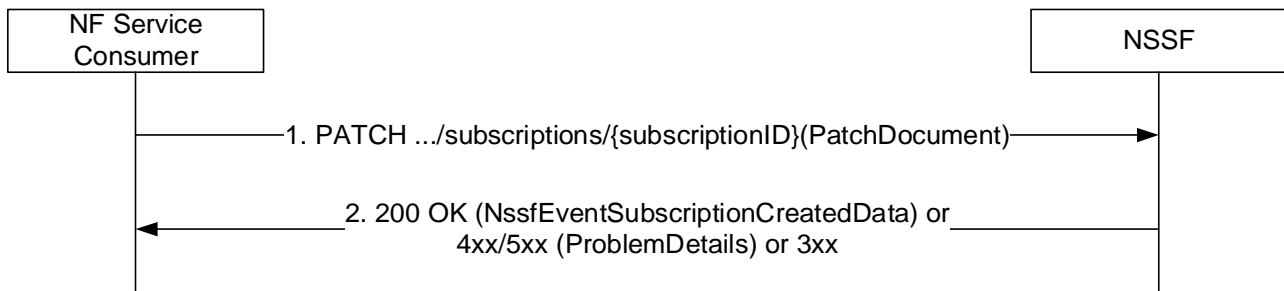 NF Service
Consumer
NSSF
1. PATCH .../subscriptions/{subscriptionID}(PatchDocument)
2. 200 OK (NssfEventSubscriptionCreatedData) or
4xx/5xx (ProblemDetails) or 3xx